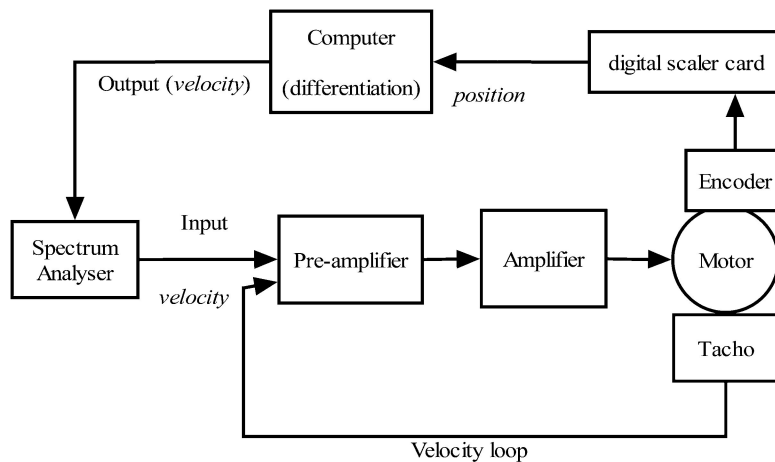 Computer
(differentiation)
digital scaler card
Output (velocity)
position
Encoder
Spectrum
Analyser
Input
velocity
Pre-amplifier
Amplifier
Motor
Tacho
Velocity loop